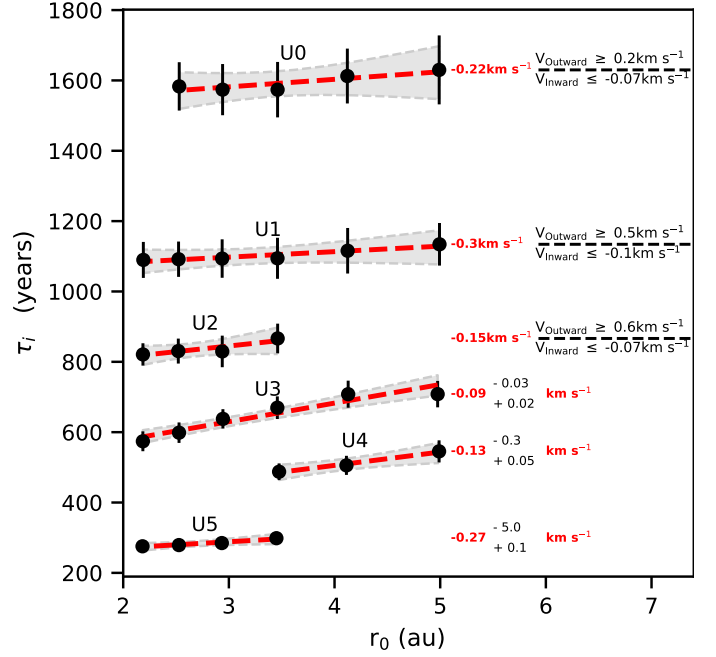 1800
U0
V_Outward ≥ 0.2km s⁻¹
-0.22km s⁻¹
V_Inward ≤ -0.07km s⁻¹
1600
1400
U1
V_Outward ≥ 0.5km s⁻¹
1200
-0.3km s⁻¹
V_Inward ≤ -0.1km s⁻¹
1000
U2
V_Outward ≥ 0.6km s⁻¹
-0.15km s⁻¹
V_Inward ≤ -0.07km s⁻¹
800
U3
-0.09 - 0.03 + 0.02 km s⁻¹
600
U4
-0.13 - 0.3 + 0.05 km s⁻¹
400
U5
-0.27 - 5.0 + 0.1 km s⁻¹
200
τᵢ (years)
2 3 4 5 6 7
r₀ (au)